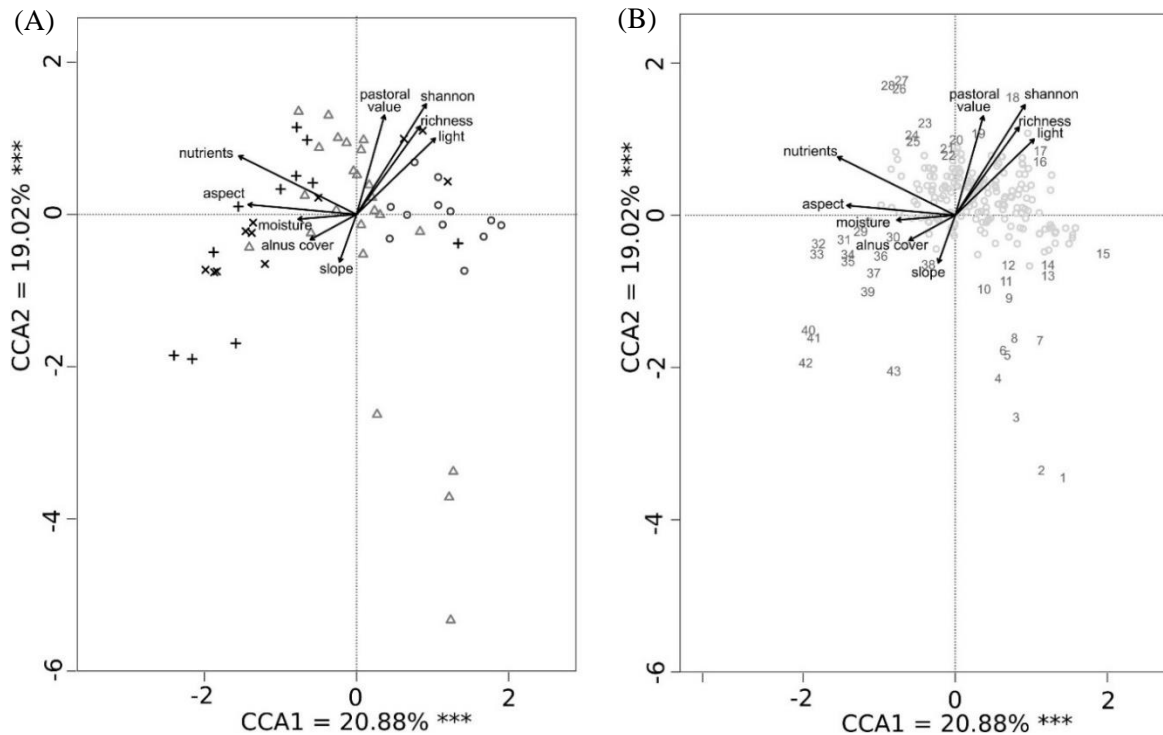 (A)
2
0
-2
-4
-6
CCA2 = 19.02% ***
-2 0 2
CCA1 = 20.88% ***
pastoral
value
shannon
richness
light
nutrients
aspect
moisture
alnus cover
slope
(B)
2
0
-2
-4
-6
CCA2 = 19.02% ***
-2 0 2
CCA1 = 20.88% ***
pastoral
value
shannon
richness
light
nutrients
aspect
moisture
alnus cover
slope
27
28
26
18
23
24
25
19
20
21
22
17
16
29
30
31
32
33
34
35
36
37
38
39
12
14
13
15
11
10
9
40
41
42
43
8
7
6
5
4
3
2
1